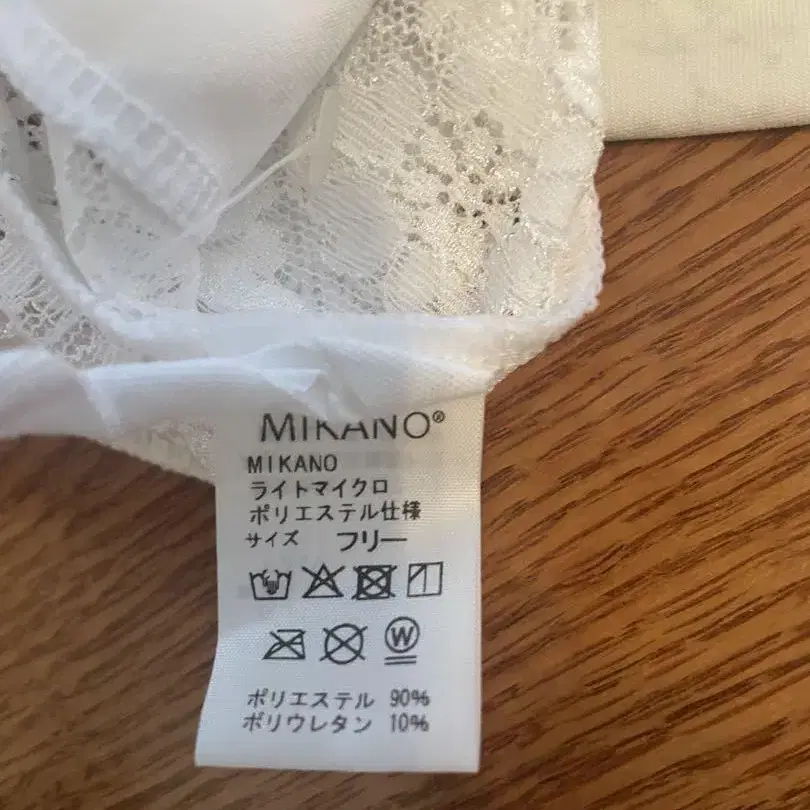 MIKANO®
MIKANO
ライトマイクロ
ポリエステル仕様
サイズ フリー
W
ポリエステル 90%
ポリウレタン 10%